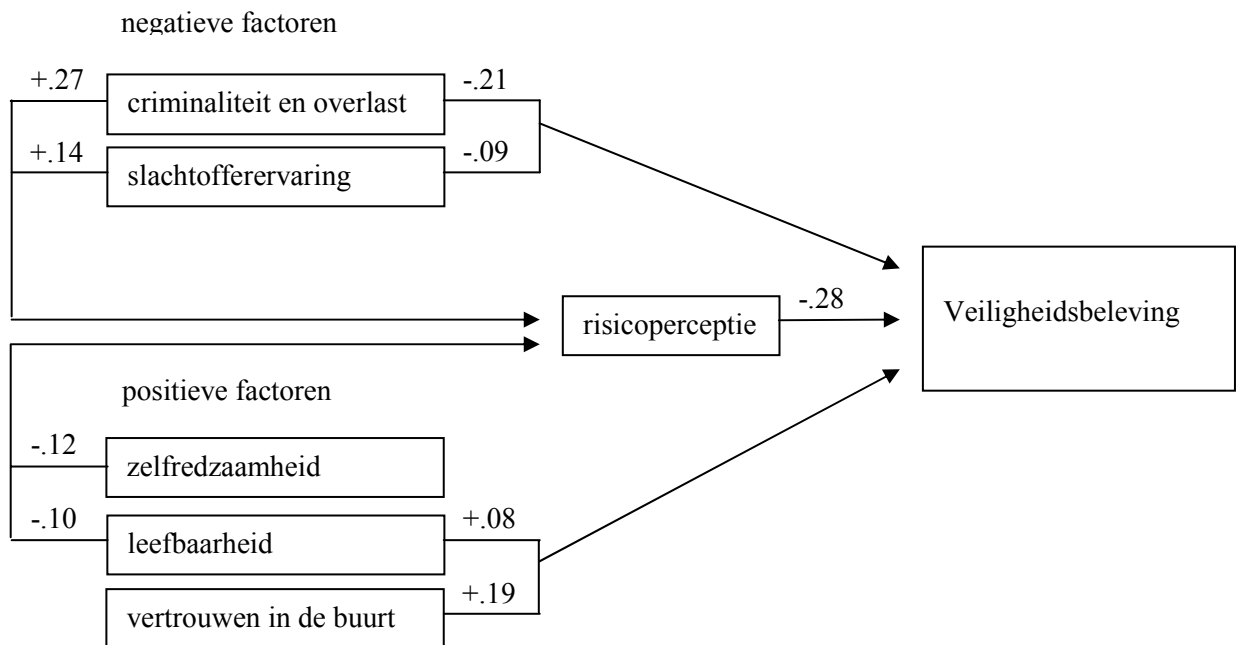 negatieve factoren
+.27
criminaliteit en overlast
-.21
+.14
slachtofferervaring
-.09
risicoperceptie
-.28
Veiligheidsbeleving
positieve factoren
-.12
zelfredzaamheid
-.10
leefbaarheid
+.08
vertrouwen in de buurt
+.19